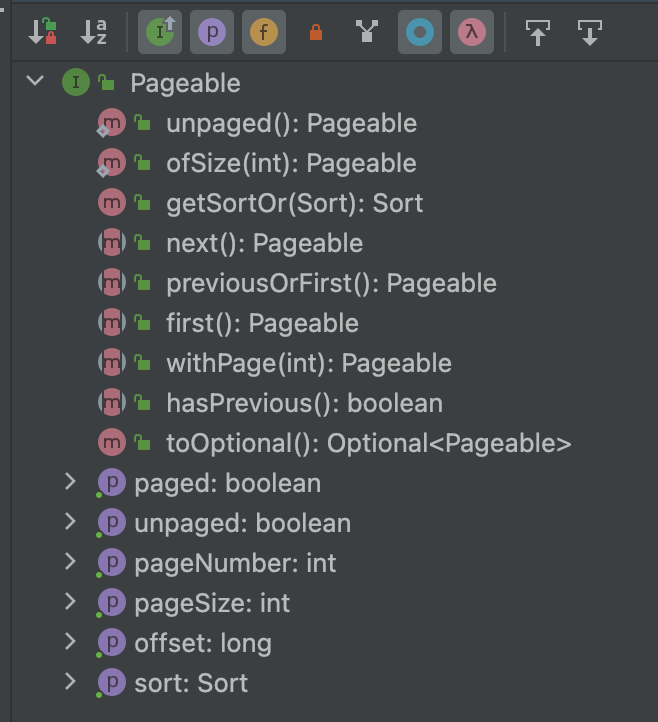 Pageable
unpaged(): Pageable
ofSize(int): Pageable
getSortOr(Sort): Sort
next(): Pageable
previousOrFirst(): Pageable
first(): Pageable
withPage(int): Pageable
hasPrevious(): boolean
toOptional(): Optional<Pageable>
paged: boolean
unpaged: boolean
pageNumber: int
pageSize: int
offset: long
sort: Sort